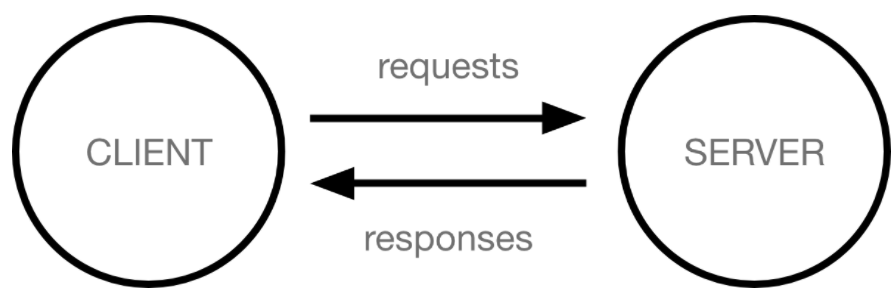 requests
CLIENT
SERVER
responses